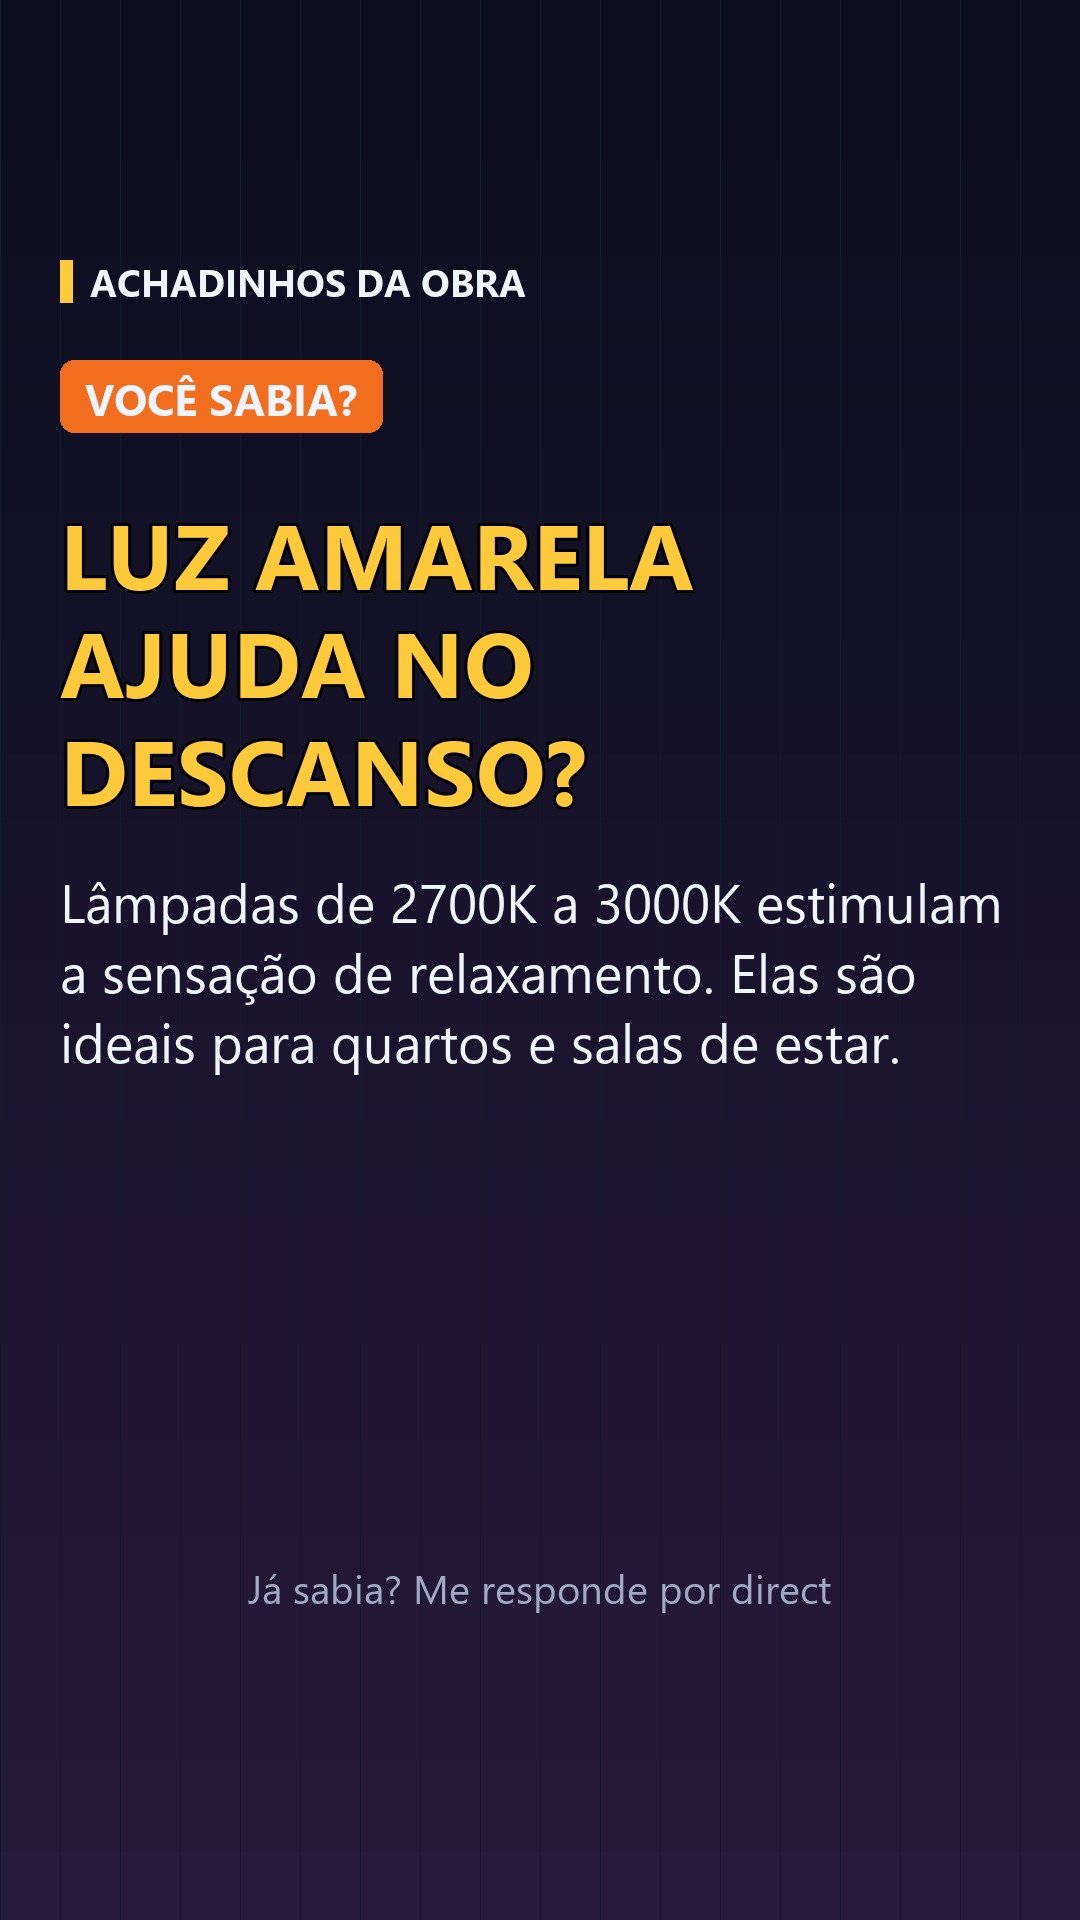 ACHADINHOS DA OBRA
VOCÊ SABIA?
LUZ AMARELA
AJUDA NO
DESCANSO?
Lâmpadas de 2700K a 3000K estimulam
a sensação de relaxamento. Elas são
ideais para quartos e salas de estar.
Já sabia? Me responde por direct